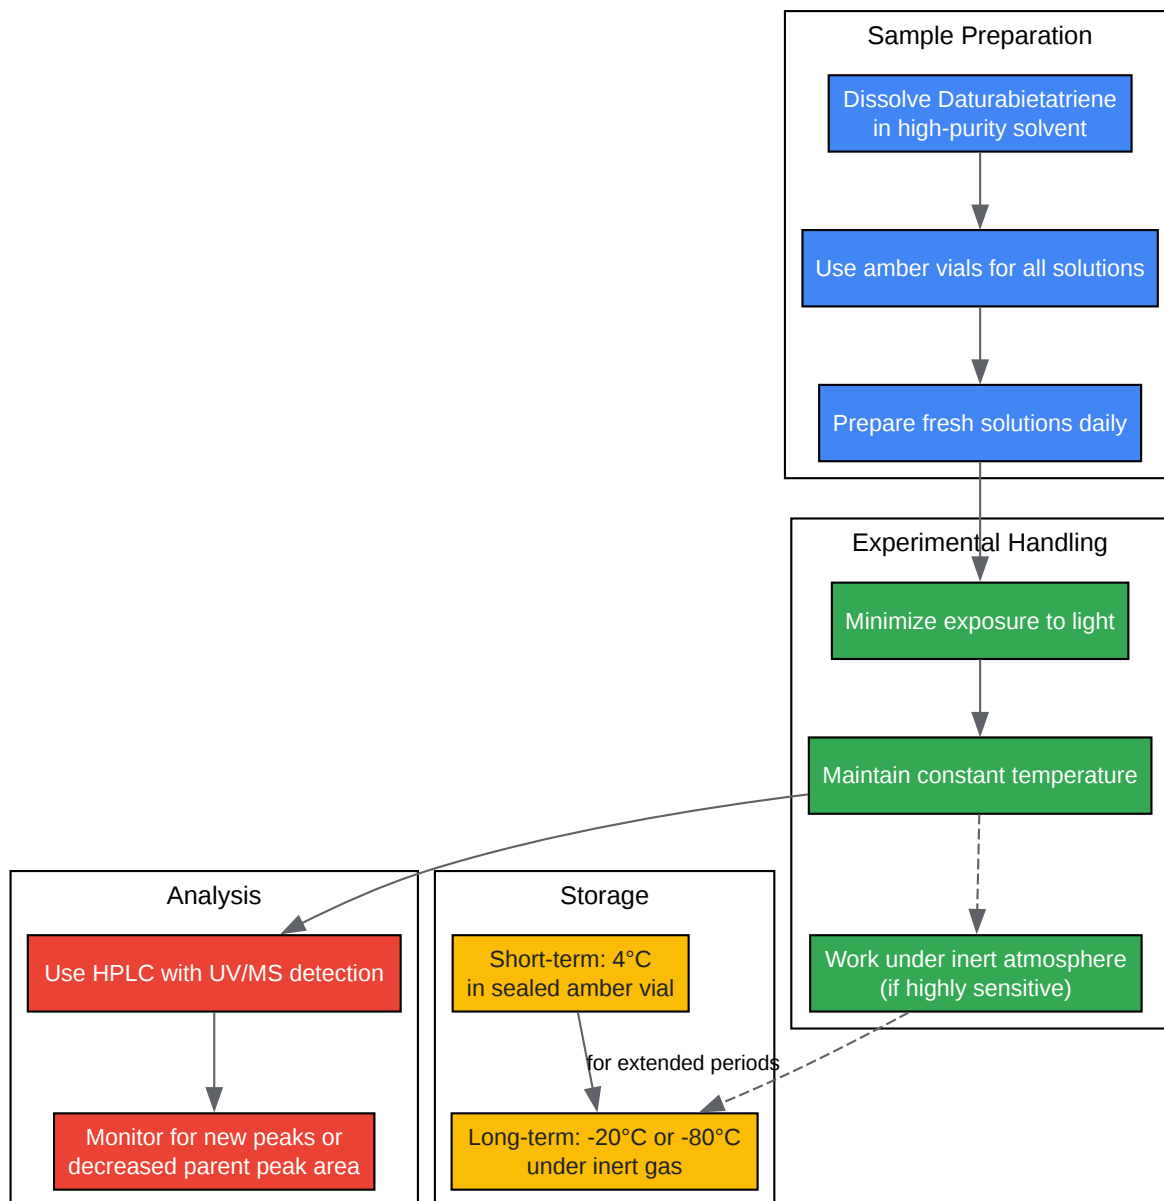 Sample Preparation
Dissolve Daturabietatriene
in high-purity solvent
Use amber vials for all solutions
Prepare fresh solutions daily
Experimental Handling
Minimize exposure to light
Maintain constant temperature
Work under inert atmosphere
(if highly sensitive)
Analysis
Use HPLC with UV/MS detection
Monitor for new peaks or
decreased parent peak area
Storage
Short-term: 4°C
in sealed amber vial
for extended periods
Long-term: -20°C or -80°C
under inert gas